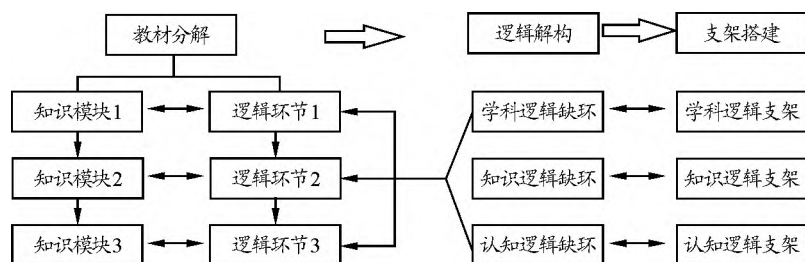 教材分解
逻辑解构
支架搭建
知识模块1
逻辑环节1
学科逻辑缺环
学科逻辑支架
知识模块2
逻辑环节2
知识逻辑缺环
知识逻辑支架
知识模块3
逻辑环节3
认知逻辑缺环
认知逻辑支架